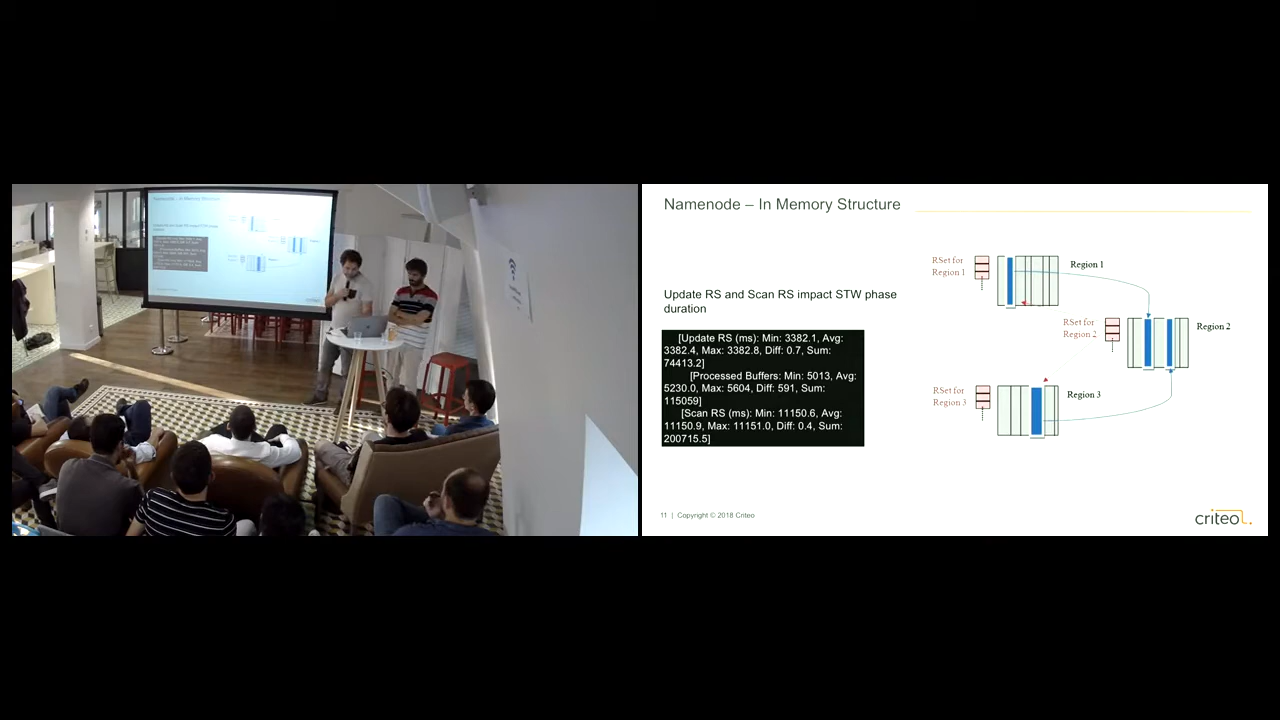 Namenode – In Memory Structure
Update RS and Scan RS impact STW phase
duration
[Update RS (ms): Min: 3382.1, Avg:
3382.4, Max: 3382.8, Diff: 0.7, Sum:
74413.2]
[Processed Buffers: Min: 5013, Avg:
5230.0, Max: 5604, Diff: 591, Sum:
115059]
[Scan RS (ms): Min: 11150.6, Avg:
11150.9, Max: 11151.0, Diff: 0.4, Sum:
200715.5]
RSet for
Region 1
Region 1
RSet for
Region 2
Region 2
RSet for
Region 3
Region 3
11 | Copyright © 2018 Criteo
criteo
Namenode – In Memory Structure